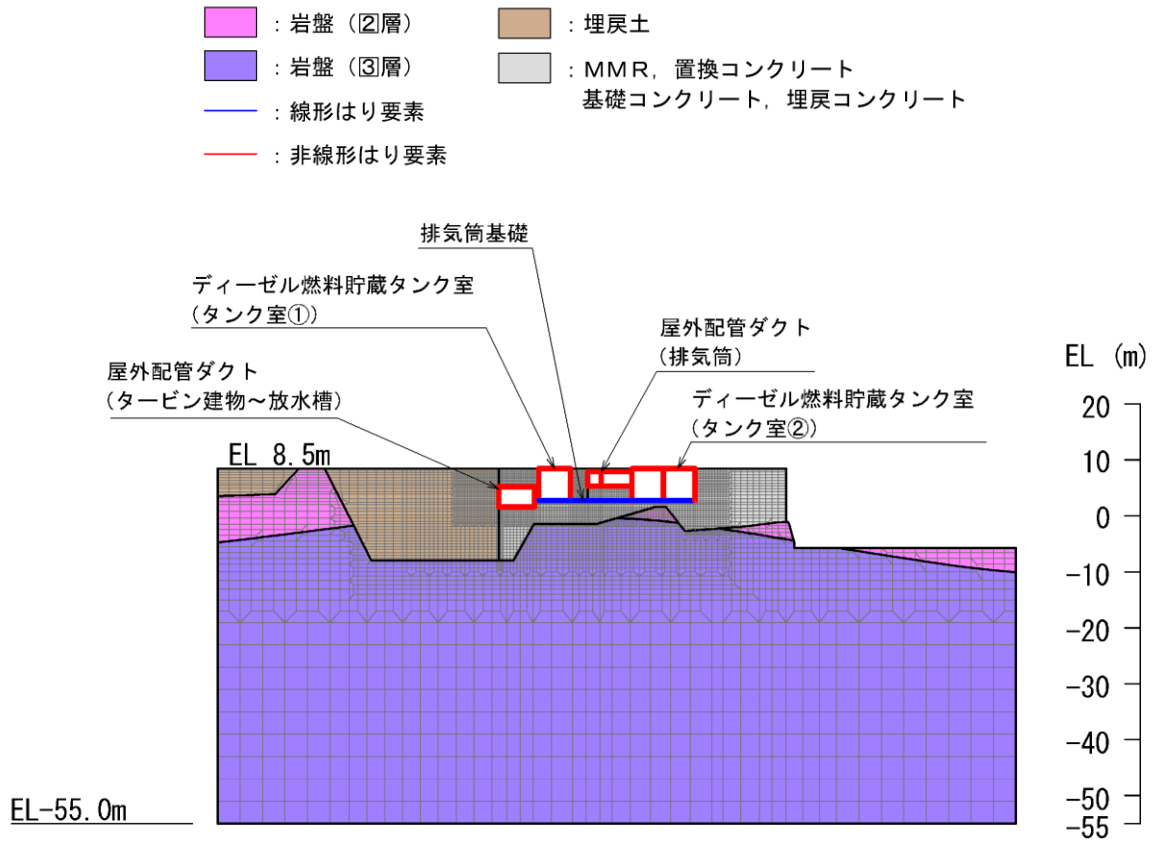 ：岩盤（②層）
：埋戻土
：岩盤（③層）
：ＭＭＲ，置換コンクリート
基礎コンクリート，埋戻コンクリート
：線形はり要素
：非線形はり要素
排気筒基礎
ディーゼル燃料貯蔵タンク室
(タンク室①)
屋外配管ダクト
(排気筒)
屋外配管ダクト
(タービン建物～放水槽)
ディーゼル燃料貯蔵タンク室
(タンク室②)
EL (m)
EL 8.5m
20
10
0
-10
-20
-30
-40
-50
-55
EL-55.0m